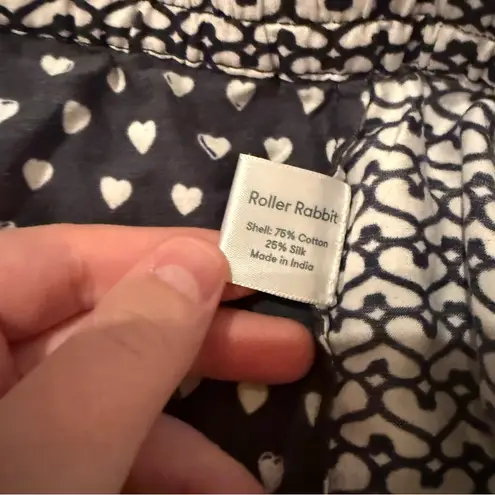 Roller Rabbit
Shell: 75% Cotton
25% Silk
Made in India